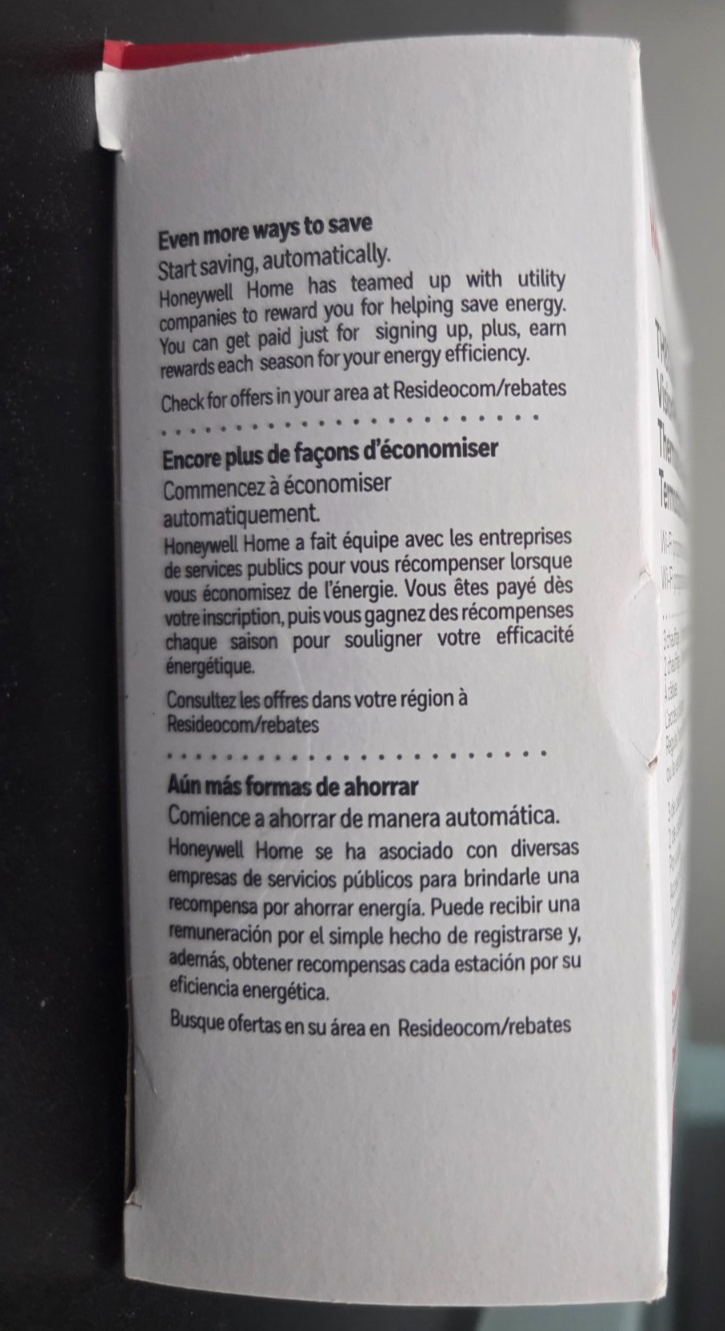 Even more ways to save
Start saving, automatically.
Honeywell Home has teamed up with utility
companies to reward you for helping save energy.
You can get paid just for signing up, plus, earn
rewards each season for your energy efficiency.
Check for offers in your area at Resideocom/rebates
Encore plus de façons d'économiser
Commencez à économiser
automatiquement.
Honeywell Home a fait équipe avec les entreprises
de services publics pour vous récompenser lorsque
vous économisez de l'énergie. Vous êtes payé dès
votre inscription, puis vous gagnez des récompenses
chaque saison pour souligner votre efficacité
énergétique.
Consultez les offres dans votre région à
Resideocom/rebates
Aún más formas de ahorrar
Comience a ahorrar de manera automática.
Honeywell Home se ha asociado con diversas
empresas de servicios públicos para brindarle una
recompensa por ahorrar energía. Puede recibir una
remuneración por el simple hecho de registrarse y,
además, obtener recompensas cada estación por su
eficiencia energética.
Busque ofertas en su área en Resideocom/rebates